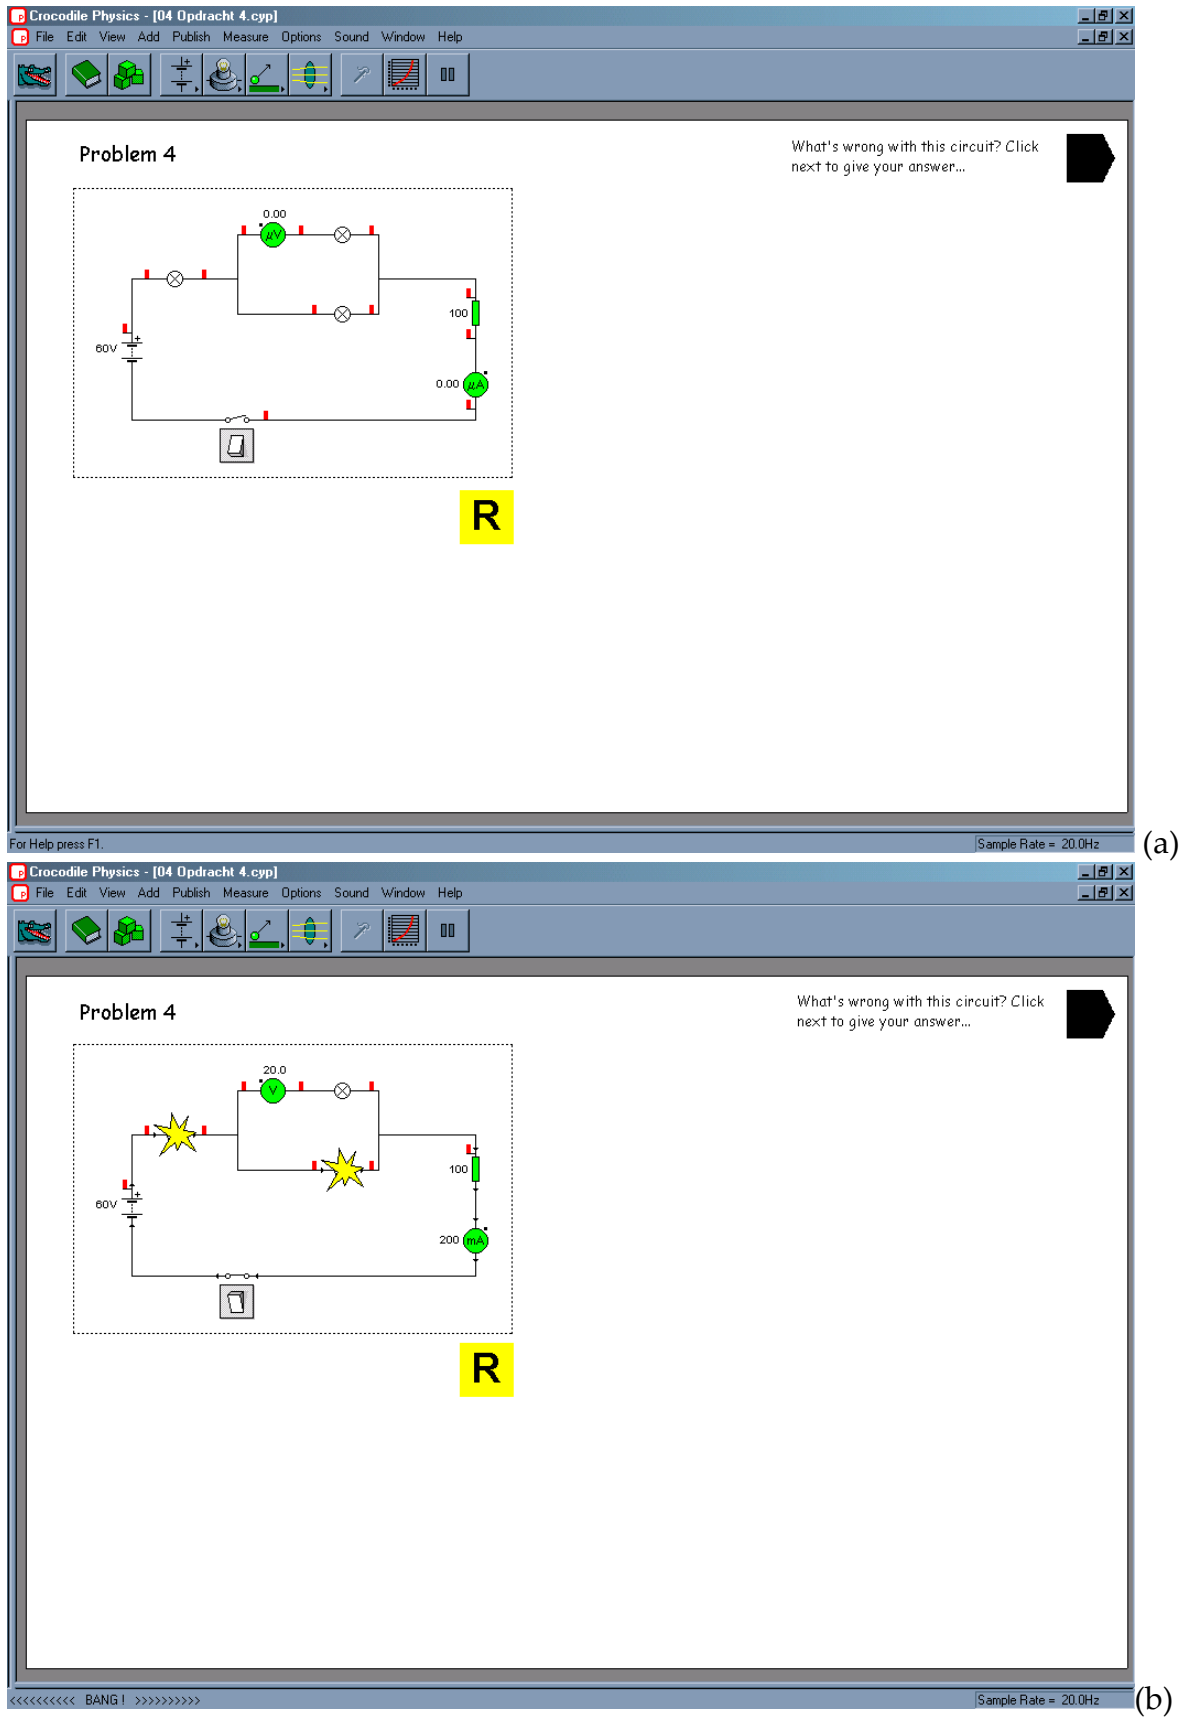 Crocodile Physics - [04 Opdracht 4.cyp]
File Edit View Add Publish Measure Options Sound Window Help
Problem 4
What's wrong with this circuit? Click
next to give your answer...
0.00
μV
100
60V
0.00 μA
R
For Help press F1.
Sample Rate = 20.0Hz
(a)
Crocodile Physics - [04 Opdracht 4.cyp]
File Edit View Add Publish Measure Options Sound Window Help
Problem 4
What's wrong with this circuit? Click
next to give your answer...
20.0
V
100
60V
200 mA
R
<<<<<<<<<< BANG ! >>>>>>>>>>
Sample Rate = 20.0Hz
(b)